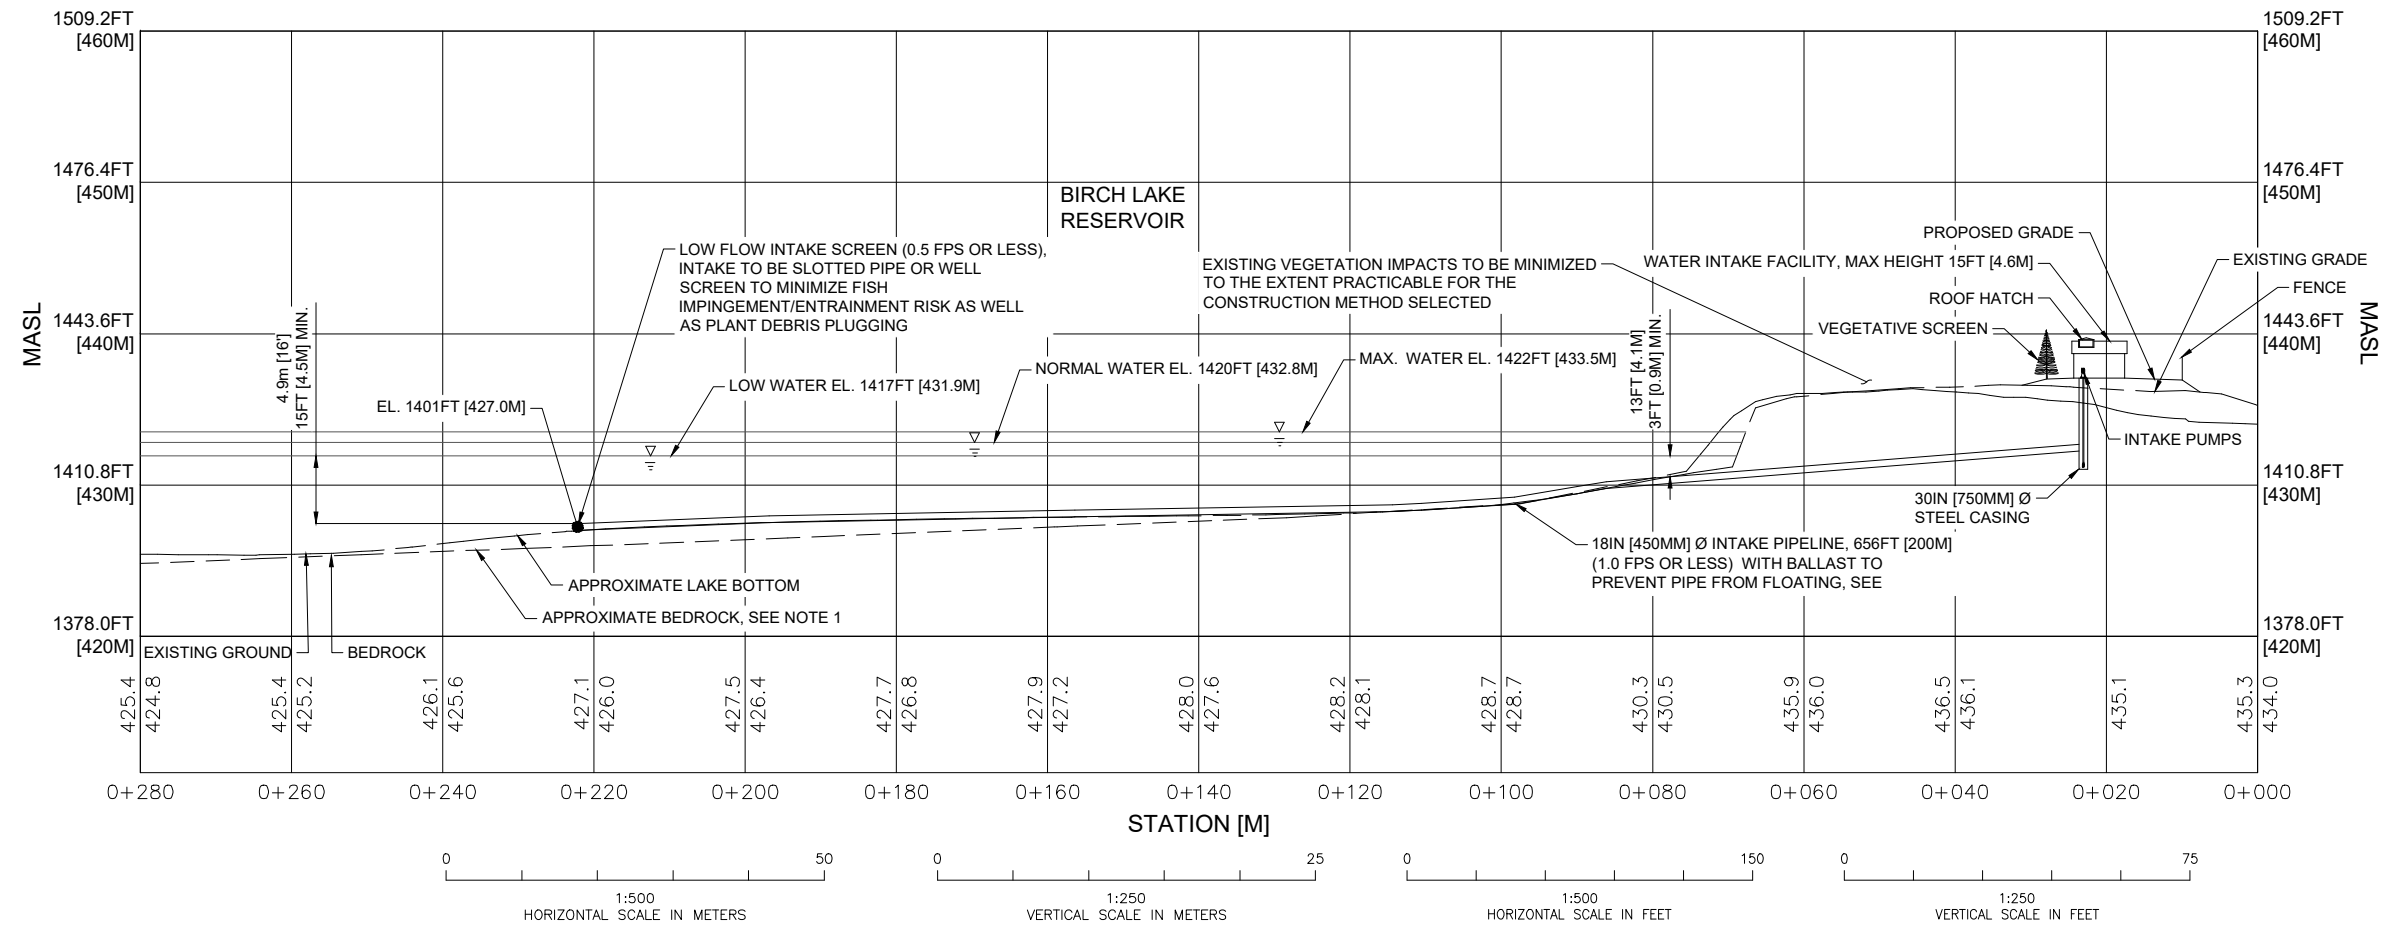 1509.2FT
[460M]
1509.2FT
[460M]
1476.4FT
[450M]
1476.4FT
[450M]
BIRCH LAKE
RESERVOIR
PROPOSED GRADE
LOW FLOW INTAKE SCREEN (0.5 FPS OR LESS),
INTAKE TO BE SLOTTED PIPE OR WELL
SCREEN TO MINIMIZE FISH
IMPINGEMENT/ENTRAINMENT RISK AS WELL
AS PLANT DEBRIS PLUGGING
EXISTING VEGETATION IMPACTS TO BE MINIMIZED
TO THE EXTENT PRACTICABLE FOR THE
CONSTRUCTION METHOD SELECTED
WATER INTAKE FACILITY, MAX HEIGHT 15FT [4.6M]
EXISTING GRADE
FENCE
ROOF HATCH
VEGETATIVE SCREEN
MASL
1443.6FT
[440M]
1443.6FT
[440M]
MASL
4.9m [16"]
15FT [4.5M] MIN.
13FT [4.1M]
3FT [0.9M] MIN.
MAX. WATER EL. 1422FT [433.5M]
NORMAL WATER EL. 1420FT [432.8M]
LOW WATER EL. 1417FT [431.9M]
EL. 1401FT [427.0M]
INTAKE PUMPS
1410.8FT
[430M]
1410.8FT
[430M]
30IN [750MM] Ø
STEEL CASING
18IN [450MM] Ø INTAKE PIPELINE, 656FT [200M]
(1.0 FPS OR LESS) WITH BALLAST TO
PREVENT PIPE FROM FLOATING, SEE
APPROXIMATE LAKE BOTTOM
APPROXIMATE BEDROCK, SEE NOTE 1
1378.0FT
[420M]
1378.0FT
[420M]
EXISTING GROUND
BEDROCK
425.4
424.8
425.4
425.2
426.1
425.6
427.1
426.0
427.5
426.4
427.7
426.8
427.9
427.2
428.0
427.6
428.2
428.1
428.7
428.7
430.3
430.5
435.9
436.0
436.5
436.1
435.1
435.3
434.0
0+280
0+260
0+240
0+220
0+200
0+180
0+160
0+140
0+120
0+100
0+080
0+060
0+040
0+020
0+000
STATION [M]
0 50
1:500
HORIZONTAL SCALE IN METERS
0 25
1:250
VERTICAL SCALE IN METERS
0 150
1:500
HORIZONTAL SCALE IN FEET
0 75
1:250
VERTICAL SCALE IN FEET